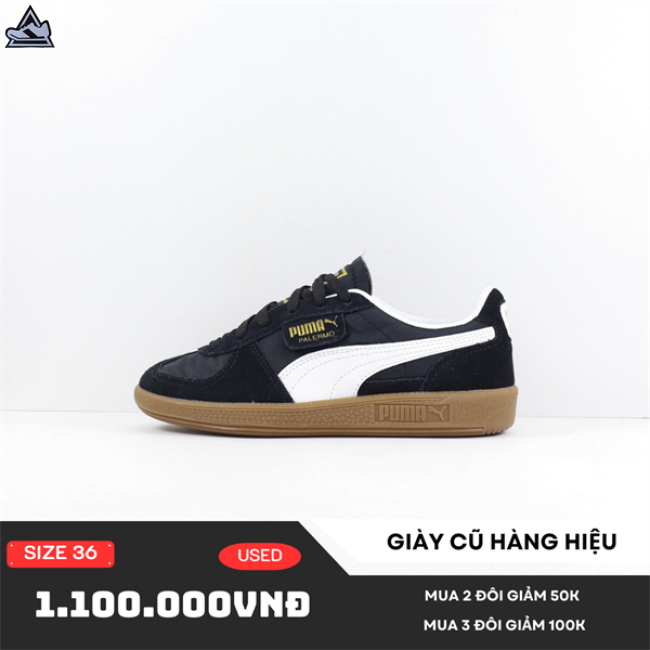 PUMA
PALERMO
PUMA
SIZE 36
USED
GIÀY CŨ HÀNG HIỆU
1.100.000VNĐ
MUA 2 ĐÔI GIẢM 50K
MUA 3 ĐÔI GIẢM 100K